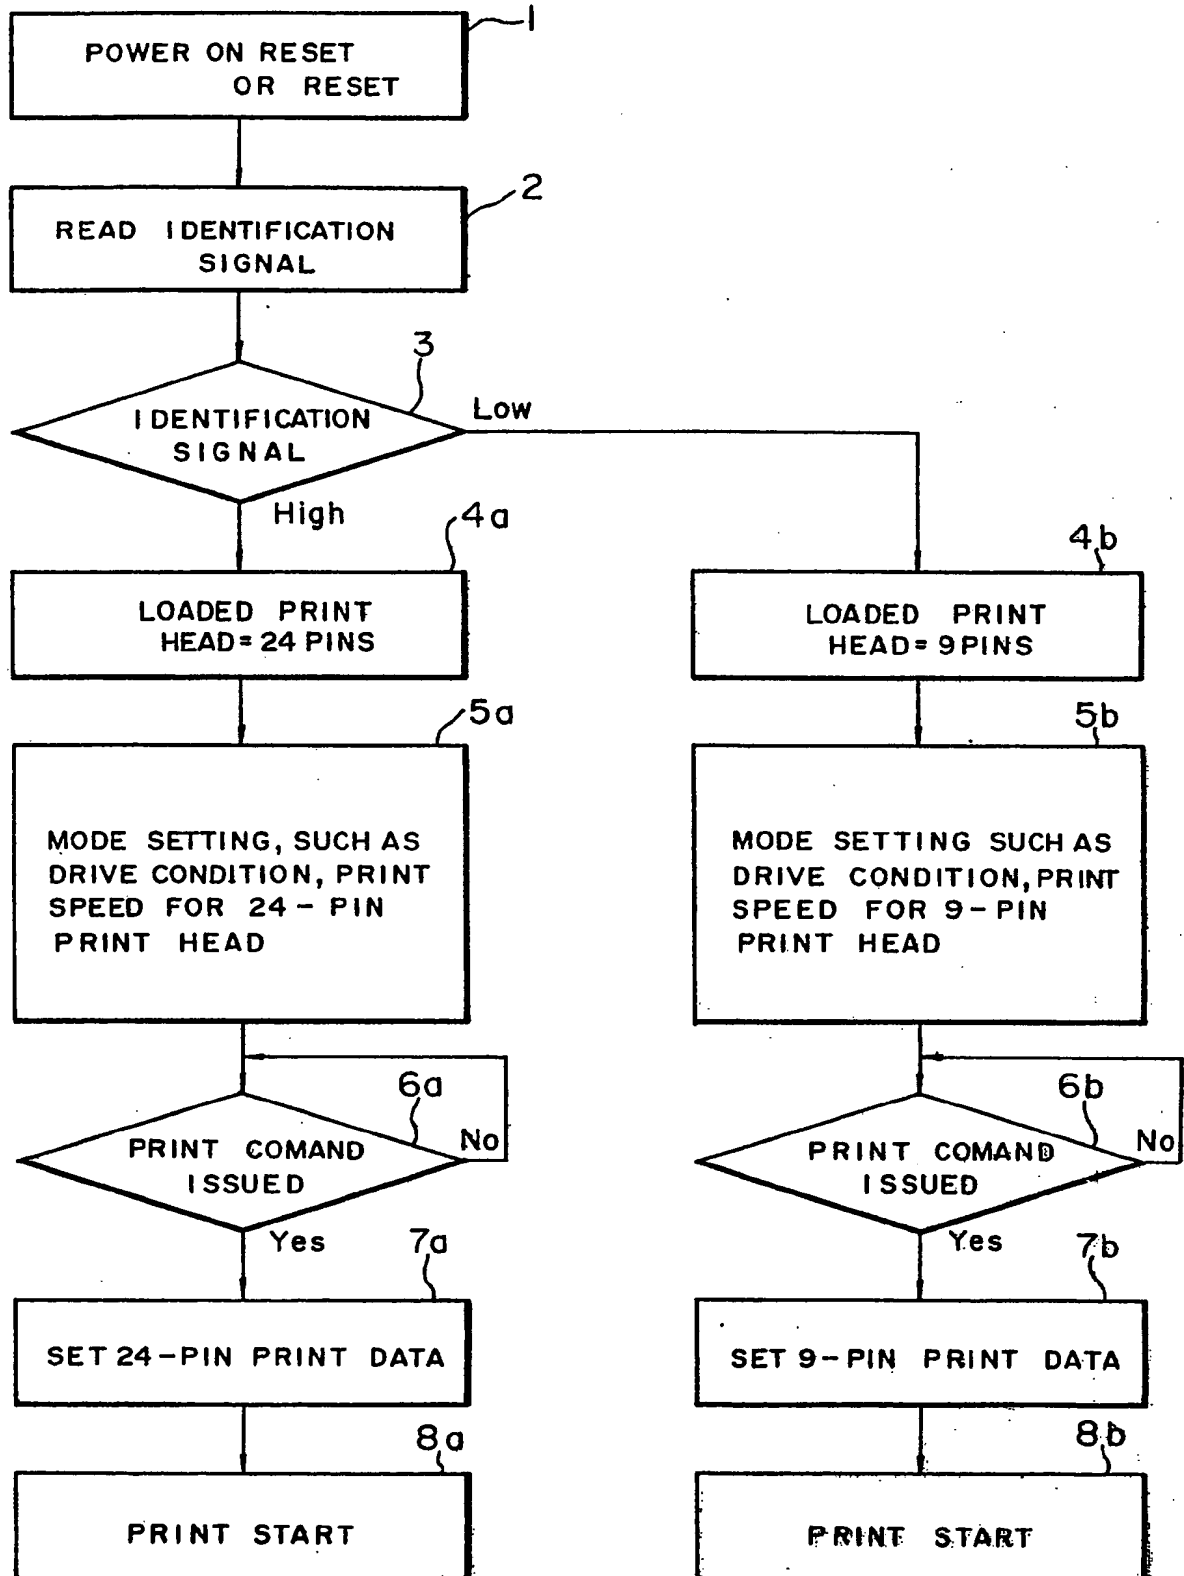 1
POWER ON RESET
OR RESET
2
READ IDENTIFICATION
SIGNAL
3
IDENTIFICATION
SIGNAL
Low
High
4a
LOADED PRINT
HEAD=24 PINS
4b
LOADED PRINT
HEAD=9PINS
5a
MODE SETTING, SUCH AS
DRIVE CONDITION, PRINT
SPEED FOR 24-PIN
PRINT HEAD
5b
MODE SETTING SUCH AS
DRIVE CONDITION, PRINT
SPEED FOR 9-PIN
PRINT HEAD
6a
PRINT COMAND
ISSUED
No
Yes
6b
PRINT COMAND
ISSUED
No
Yes
7a
SET 24-PIN PRINT DATA
7b
SET 9-PIN PRINT DATA
8a
PRINT START
8b
PRINT START